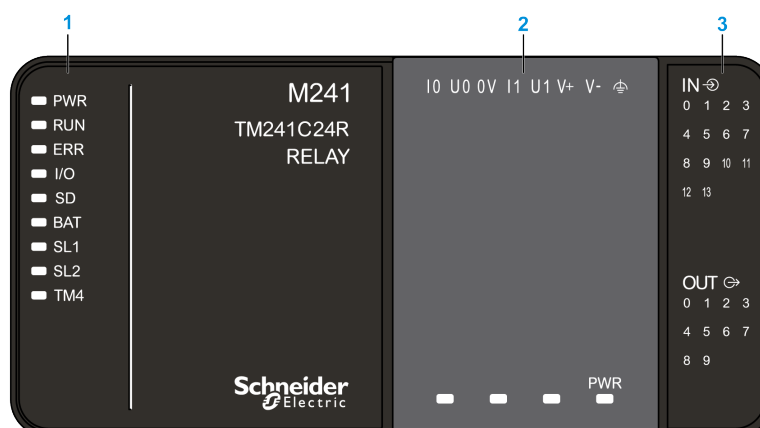 1
2
3
PWR
RUN
ERR
I/O
SD
BAT
SL1
SL2
TM4
M241
TM241C24R
RELAY
Schneider
Electric
I0 U0 0V I1 U1 V+ V-
PWR
IN
0 1 2 3
4 5 6 7
8 9 10 11
12 13
OUT
0 1 2 3
4 5 6 7
8 9